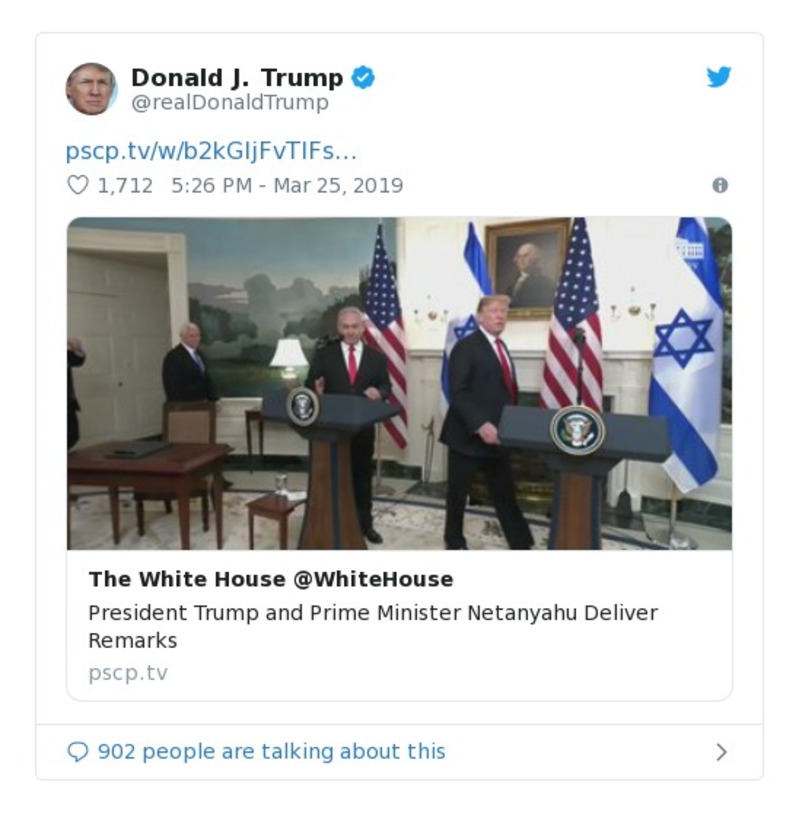 Donald J. Trump
@realDonaldTrump
pscp.tv/w/b2kGIjFvTlFs…
1,712 5:26 PM - Mar 25, 2019
The White House @WhiteHouse
President Trump and Prime Minister Netanyahu Deliver
Remarks
pscp.tv
902 people are talking about this